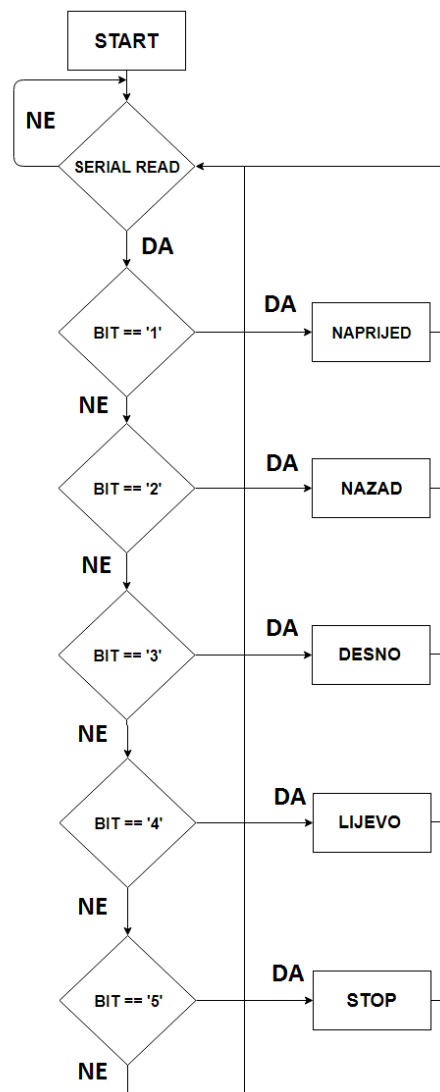 START
NE
SERIAL READ
DA
BIT == '1'
DA
NAPRIJED
NE
BIT == '2'
DA
NAZAD
NE
BIT == '3'
DA
DESNO
NE
BIT == '4'
DA
LIJEVO
NE
BIT == '5'
DA
STOP
NE